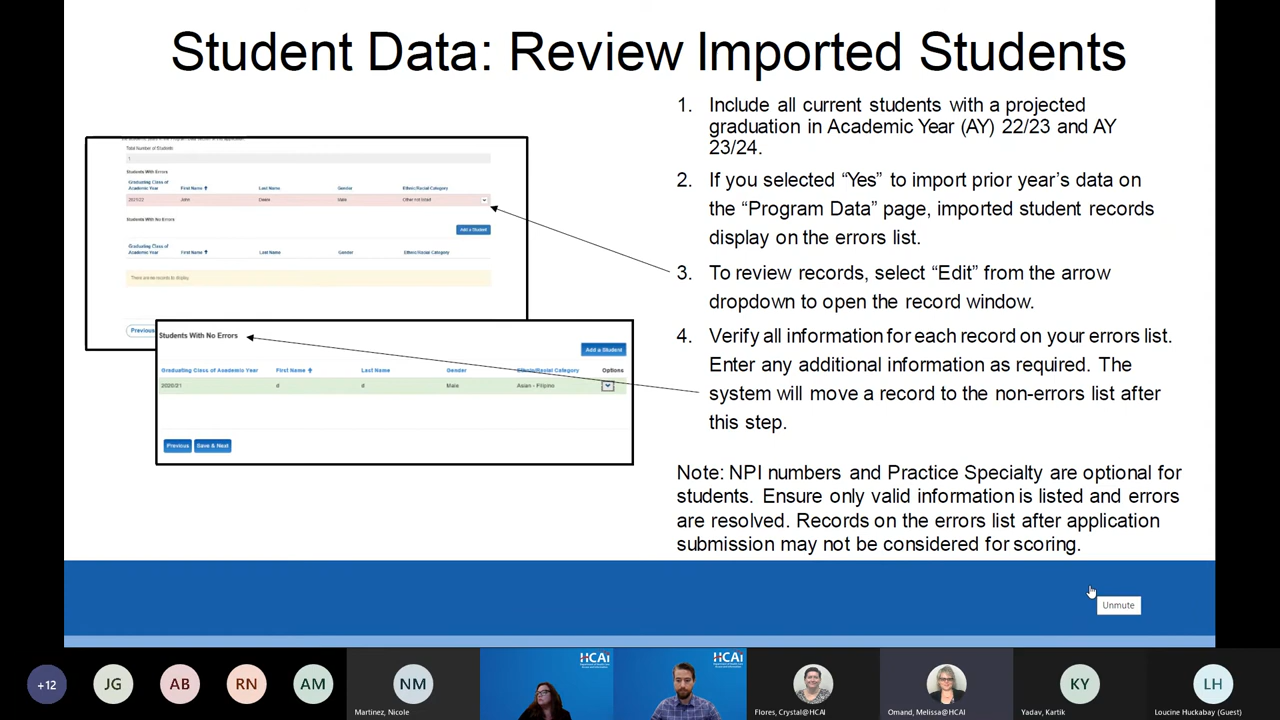 Student Data: Review Imported Students
1. Include all current students with a projected
graduation in Academic Year (AY) 22/23 and AY
23/24.
2. If you selected “Yes” to import prior year’s data on
the “Program Data” page, imported student records
display on the errors list.
3. To review records, select “Edit” from the arrow
dropdown to open the record window.
4. Verify all information for each record on your errors list.
Enter any additional information as required. The
system will move a record to the non-errors list after
this step.
Note: NPI numbers and Practice Specialty are optional for
students. Ensure only valid information is listed and errors
are resolved. Records on the errors list after application
submission may not be considered for scoring.
Total Number of Students
1
Students With Errors
Graduating Class of
Academic Year First Name Last Name Gender Ethnic/Racial Category
2021/22 John Male Other not listed
Students With No Errors
Add a Student
Graduating Class of
Academic Year First Name Last Name Gender Ethnic/Racial Category
There are no records to display.
Previous
Students With No Errors
Add a Student
Graduating Class of Academic Year First Name Last Name Gender Ethnic/Racial Category Options
2020/21 d d Male Asian - Filipino
Previous Save & Next
Unmute
+12 JG AB RN AM NM HCAi HCAi KY LH
Martinez, Nicole Flores, Crystal@HCAI Omand, Melissa@HCAI Yadav, Kartik Loucine Huckabay (Guest)